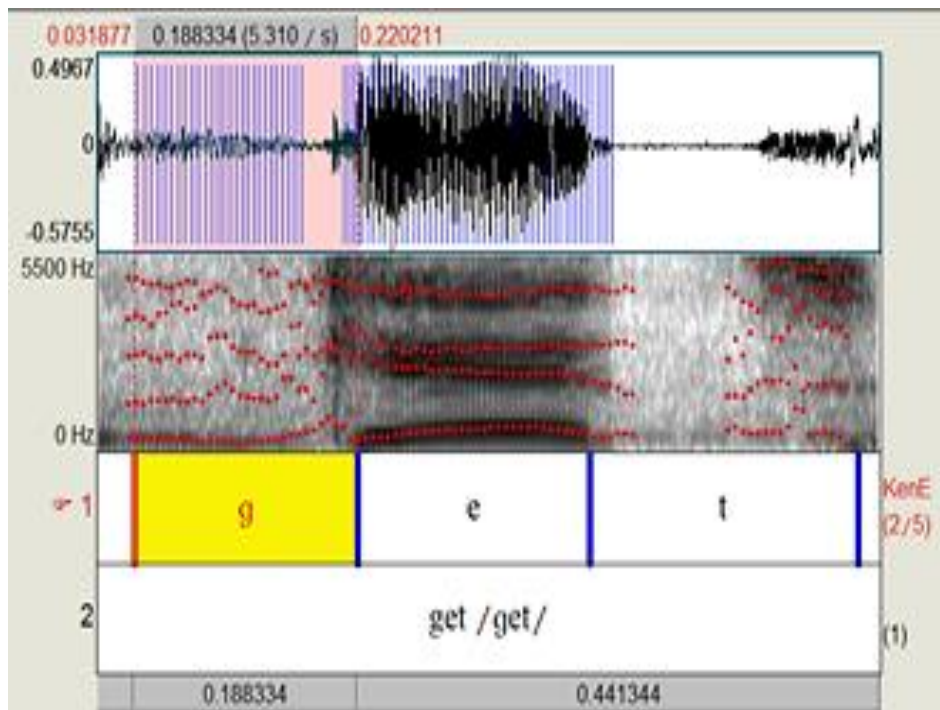 0.031877 0.188334 (5.310 / s) 0.220211
0.4967
0
-0.5755
5500 Hz
0 Hz
1 g e t KenE
(2/5)
2 get /get/ (1)
0.188334 0.441344